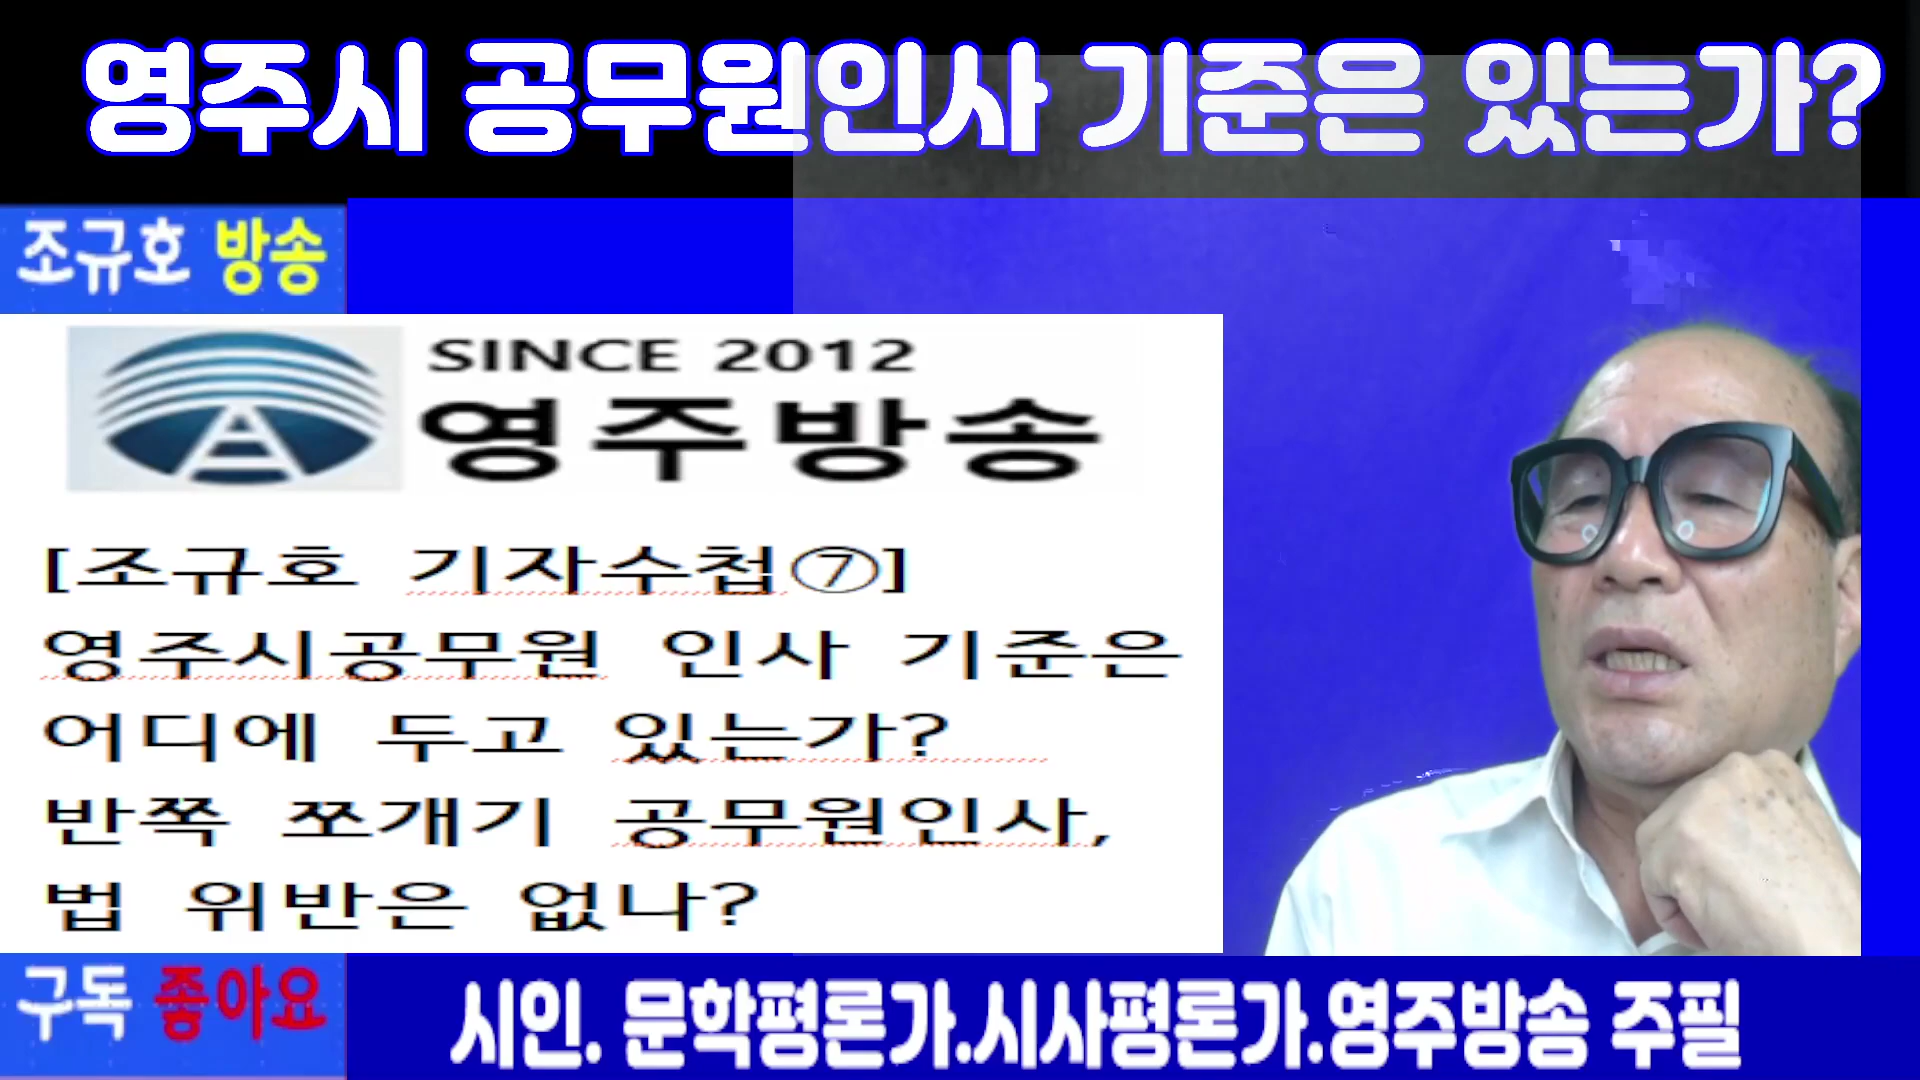 영주시 공무원인사 기준은 있는가?
조규호 방송
SINCE 2012
영주방송
[조규호 기자수첩⑦]
영주시공무원 인사 기준은
어디에 두고 있는가?
반쪽 쪼개기 공무원인사,
법 위반은 없나?
구독 좋아요
시인. 문학평론가.시사평론가.영주방송 주필